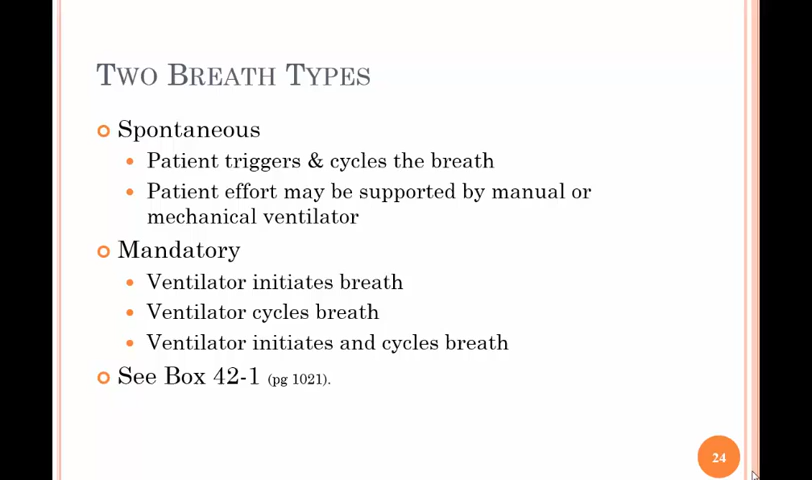 TWO BREATH TYPES
Spontaneous
Patient triggers & cycles the breath
Patient effort may be supported by manual or
mechanical ventilator
Mandatory
Ventilator initiates breath
Ventilator cycles breath
Ventilator initiates and cycles breath
See Box 42-1 (pg 1021).
24